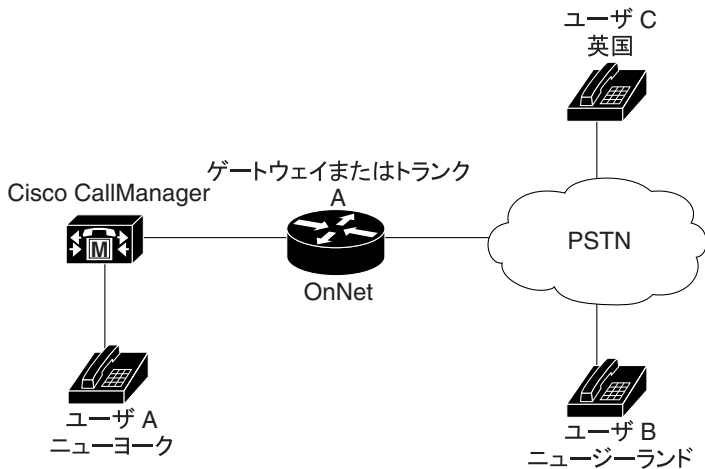 ユーザ C
英国
ゲートウェイまたはトランク
A
Cisco CallManager
M
PSTN
OnNet
ユーザ A
ニューヨーク
ユーザ B
ニュージーランド